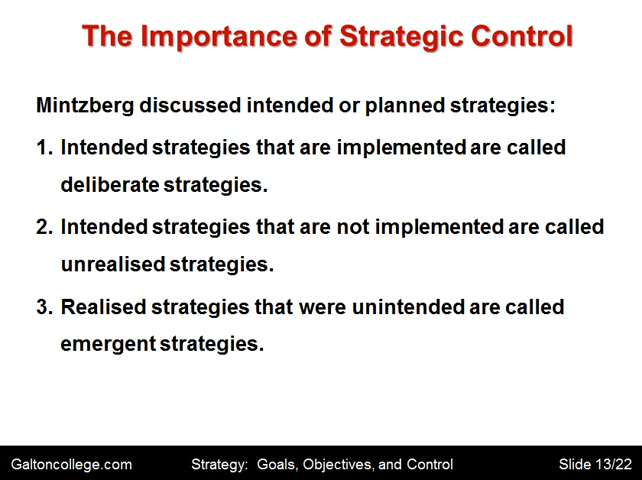 The Importance of Strategic Control
Mintzberg discussed intended or planned strategies:
1. Intended strategies that are implemented are called
deliberate strategies.
2. Intended strategies that are not implemented are called
unrealised strategies.
3. Realised strategies that were unintended are called
emergent strategies.
Galtoncollege.com Strategy: Goals, Objectives, and Control Slide 13/22